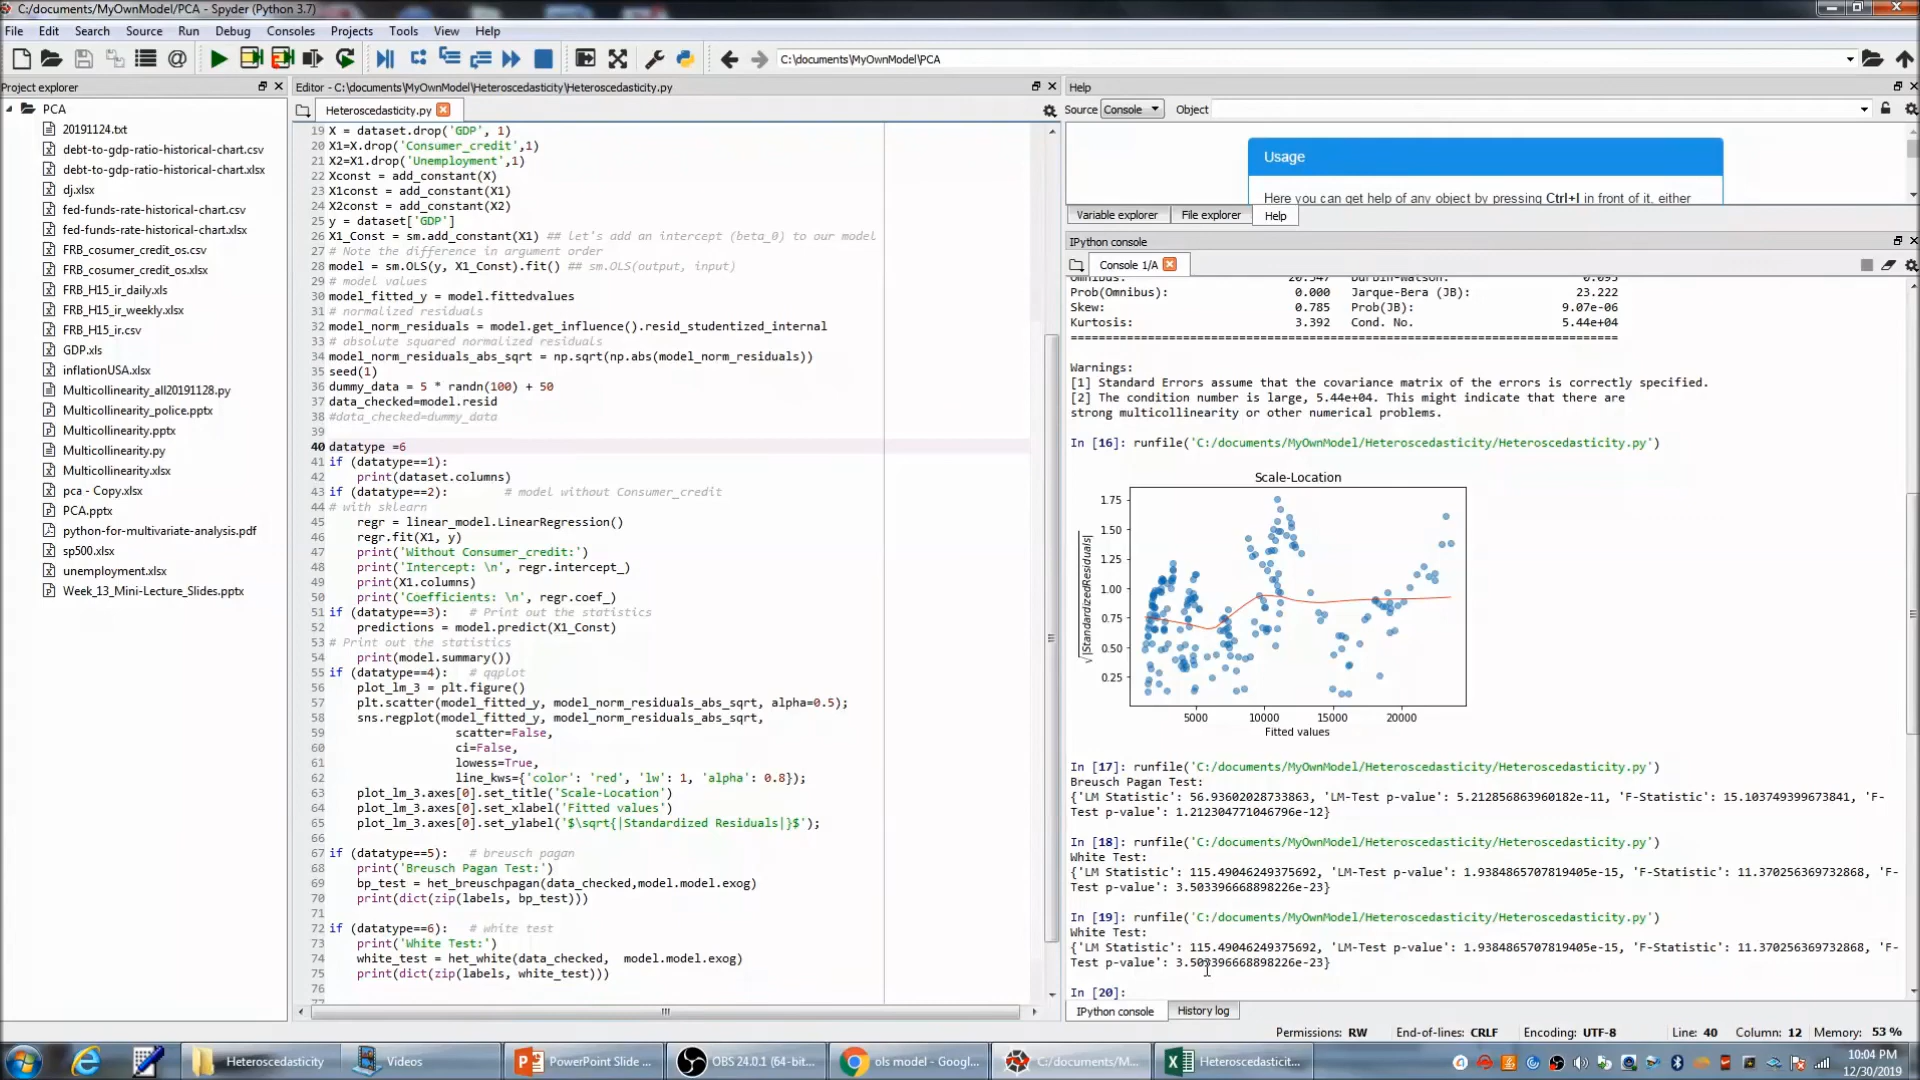 C:/documents/MyOwnModel/PCA - Spyder (Python 3.7)
File Edit Search Source Run Debug Consoles Projects Tools View Help
C:\documents\MyOwnModel\PCA
Project explorer
PCA
20191124.txt
debt-to-gdp-ratio-historical-chart.csv
debt-to-gdp-ratio-historical-chart.xlsx
dj.xlsx
fed-funds-rate-historical-chart.csv
fed-funds-rate-historical-chart.xlsx
FRB_cosumer_credit_os.csv
FRB_cosumer_credit_os.xlsx
FRB_H15_ir_daily.xls
FRB_H15_ir_weekly.xlsx
FRB_H15_ir.csv
GDP.xls
inflationUSA.xlsx
Multicollinearity_all20191128.py
Multicollinearity_police.pptx
Multicollinearity.pptx
Multicollinearity.py
Multicollinearity.xlsx
pca - Copy.xlsx
PCA.pptx
python-for-multivariate-analysis.pdf
sp500.xlsx
unemployment.xlsx
Week_13_Mini-Lecture_Slides.pptx
Editor - C:\documents\MyOwnModel\Heteroscedasticity\Heteroscedasticity.py
Heteroscedasticity.py
19 X = dataset.drop('GDP', 1)
20 X1=X.drop('Consumer_credit',1)
21 X2=X1.drop('Unemployment',1)
22 Xconst = add_constant(X)
23 X1const = add_constant(X1)
24 X2const = add_constant(X2)
25 y = dataset['GDP']
26 X1_Const = sm.add_constant(X1) ## let's add an intercept (beta_0) to our model
27 # Note the difference in argument order
28 model = sm.OLS(y, X1_Const).fit() ## sm.OLS(output, input)
29 # model values
30 model_fitted_y = model.fittedvalues
31 # normalized residuals
32 model_norm_residuals = model.get_influence().resid_studentized_internal
33 # absolute squared normalized residuals
34 model_norm_residuals_abs_sqrt = np.sqrt(np.abs(model_norm_residuals))
35 seed(1)
36 dummy_data = 5 * randn(100) + 50
37 data_checked=model.resid
38 #data_checked=dummy_data
39
40 datatype =6
41 if (datatype==1):
42 print(dataset.columns)
43 if (datatype==2): # model without Consumer_credit
44 # with sklearn
45 regr = linear_model.LinearRegression()
46 regr.fit(X1, y)
47 print('Without Consumer_credit:')
48 print('Intercept: \n', regr.intercept_)
49 print(X1.columns)
50 print('Coefficients: \n', regr.coef_)
51 if (datatype==3): # Print out the statistics
52 predictions = model.predict(X1_Const)
53 # Print out the statistics
54 print(model.summary())
55 if (datatype==4): # qqplot
56 plot_lm_3 = plt.figure()
57 plt.scatter(model_fitted_y, model_norm_residuals_abs_sqrt, alpha=0.5);
58 sns.regplot(model_fitted_y, model_norm_residuals_abs_sqrt,
59 scatter=False,
60 ci=False,
61 lowess=True,
62 line_kws={'color': 'red', 'lw': 1, 'alpha': 0.8});
63 plot_lm_3.axes[0].set_title('Scale-Location')
64 plot_lm_3.axes[0].set_xlabel('Fitted values')
65 plot_lm_3.axes[0].set_ylabel('$\sqrt{|Standardized Residuals|}$');
66
67 if (datatype==5): # breusch pagan
68 print('Breusch Pagan Test:')
69 bp_test = het_breuschpagan(data_checked,model.model.exog)
70 print(dict(zip(labels, bp_test)))
71
72 if (datatype==6): # white test
73 print('White Test:')
74 white_test = het_white(data_checked, model.model.exog)
75 print(dict(zip(labels, white_test)))
76
77
Help
Source Console Object
Usage
Here you can get help of any object by pressing Ctrl+I in front of it, either
Variable explorer File explorer Help
IPython console
Console 1/A
Omnibus: 20.547 Durbin-Watson: 0.095
Prob(Omnibus): 0.000 Jarque-Bera (JB): 23.222
Skew: 0.785 Prob(JB): 9.07e-06
Kurtosis: 3.392 Cond. No. 5.44e+04
Warnings:
[1] Standard Errors assume that the covariance matrix of the errors is correctly specified.
[2] The condition number is large, 5.44e+04. This might indicate that there are
strong multicollinearity or other numerical problems.
In [16]: runfile('C:/documents/MyOwnModel/Heteroscedasticity/Heteroscedasticity.py')
Scale-Location
1.75
1.50
1.25
1.00
0.75
0.50
0.25
√|StandardizedResiduals|
5000 10000 15000 20000
Fitted values
In [17]: runfile('C:/documents/MyOwnModel/Heteroscedasticity/Heteroscedasticity.py')
Breusch Pagan Test:
{'LM Statistic': 56.93602028733863, 'LM-Test p-value': 5.212856863960182e-11, 'F-Statistic': 15.103749399673841, 'F-
Test p-value': 1.212304771046796e-12}
In [18]: runfile('C:/documents/MyOwnModel/Heteroscedasticity/Heteroscedasticity.py')
White Test:
{'LM Statistic': 115.49046249375692, 'LM-Test p-value': 1.9384865707819405e-15, 'F-Statistic': 11.370256369732868, 'F-
Test p-value': 3.503396668898226e-23}
In [19]: runfile('C:/documents/MyOwnModel/Heteroscedasticity/Heteroscedasticity.py')
White Test:
{'LM Statistic': 115.49046249375692, 'LM-Test p-value': 1.9384865707819405e-15, 'F-Statistic': 11.370256369732868, 'F-
Test p-value': 3.503396668898226e-23}
In [20]:
IPython console History log
Permissions: RW End-of-lines: CRLF Encoding: UTF-8 Line: 40 Column: 12 Memory: 53 %
Heteroscedasticity Videos PowerPoint Slide ... OBS 24.0.1 (64-bit... ols model - Googl... C:/documents/M... Heteroscedasticit...
10:04 PM
12/30/2019